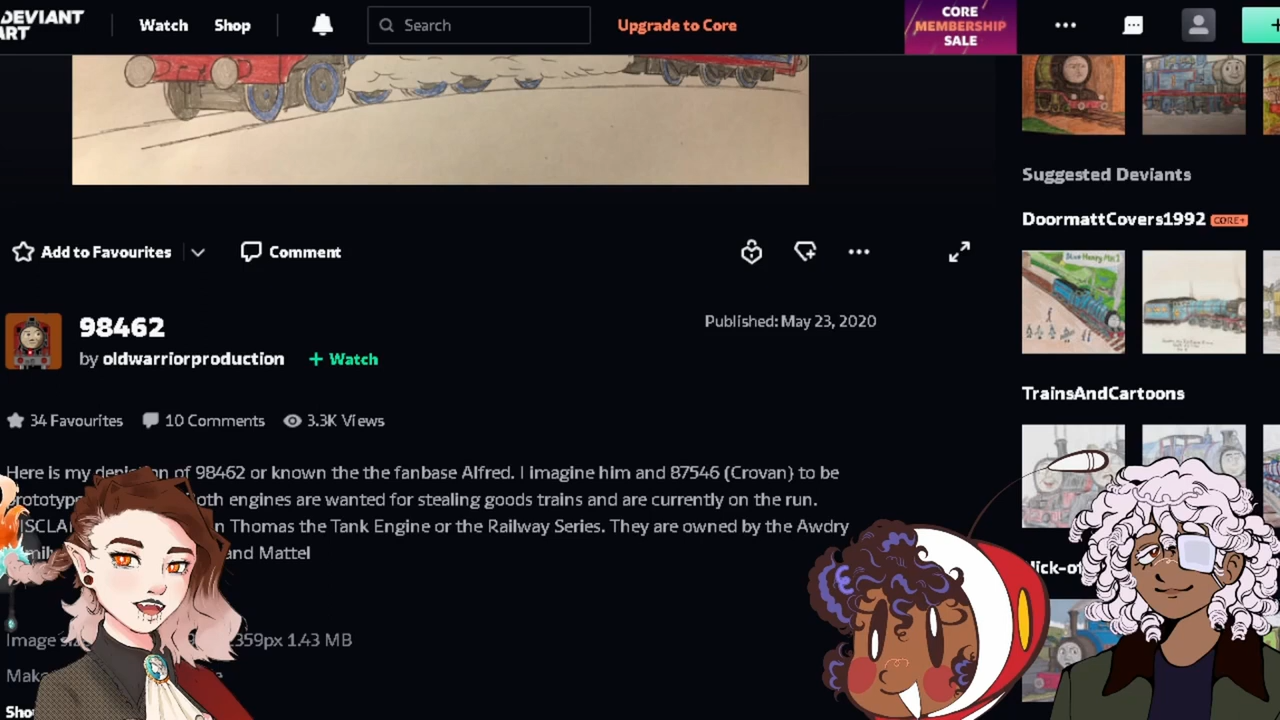 DEVIANT
ART
Watch
Shop
Search
Upgrade to Core
CORE
MEMBERSHIP
SALE
Suggested Deviants
DoormattCovers1992 CORE+
Add to Favourites
Comment
98462
Published: May 23, 2020
by oldwarriorproduction
+ Watch
TrainsAndCartoons
34 Favourites
10 Comments
3.3K Views
Here is my of 98462 or known the the fanbase Alfred. I imagine him and 87546 (Crovan) to be
engines are wanted for stealing goods trains and are currently on the run.
Thomas the Tank Engine or the Railway Series. They are owned by the Awdry
and Mattel
Image 359px 1.43 MB